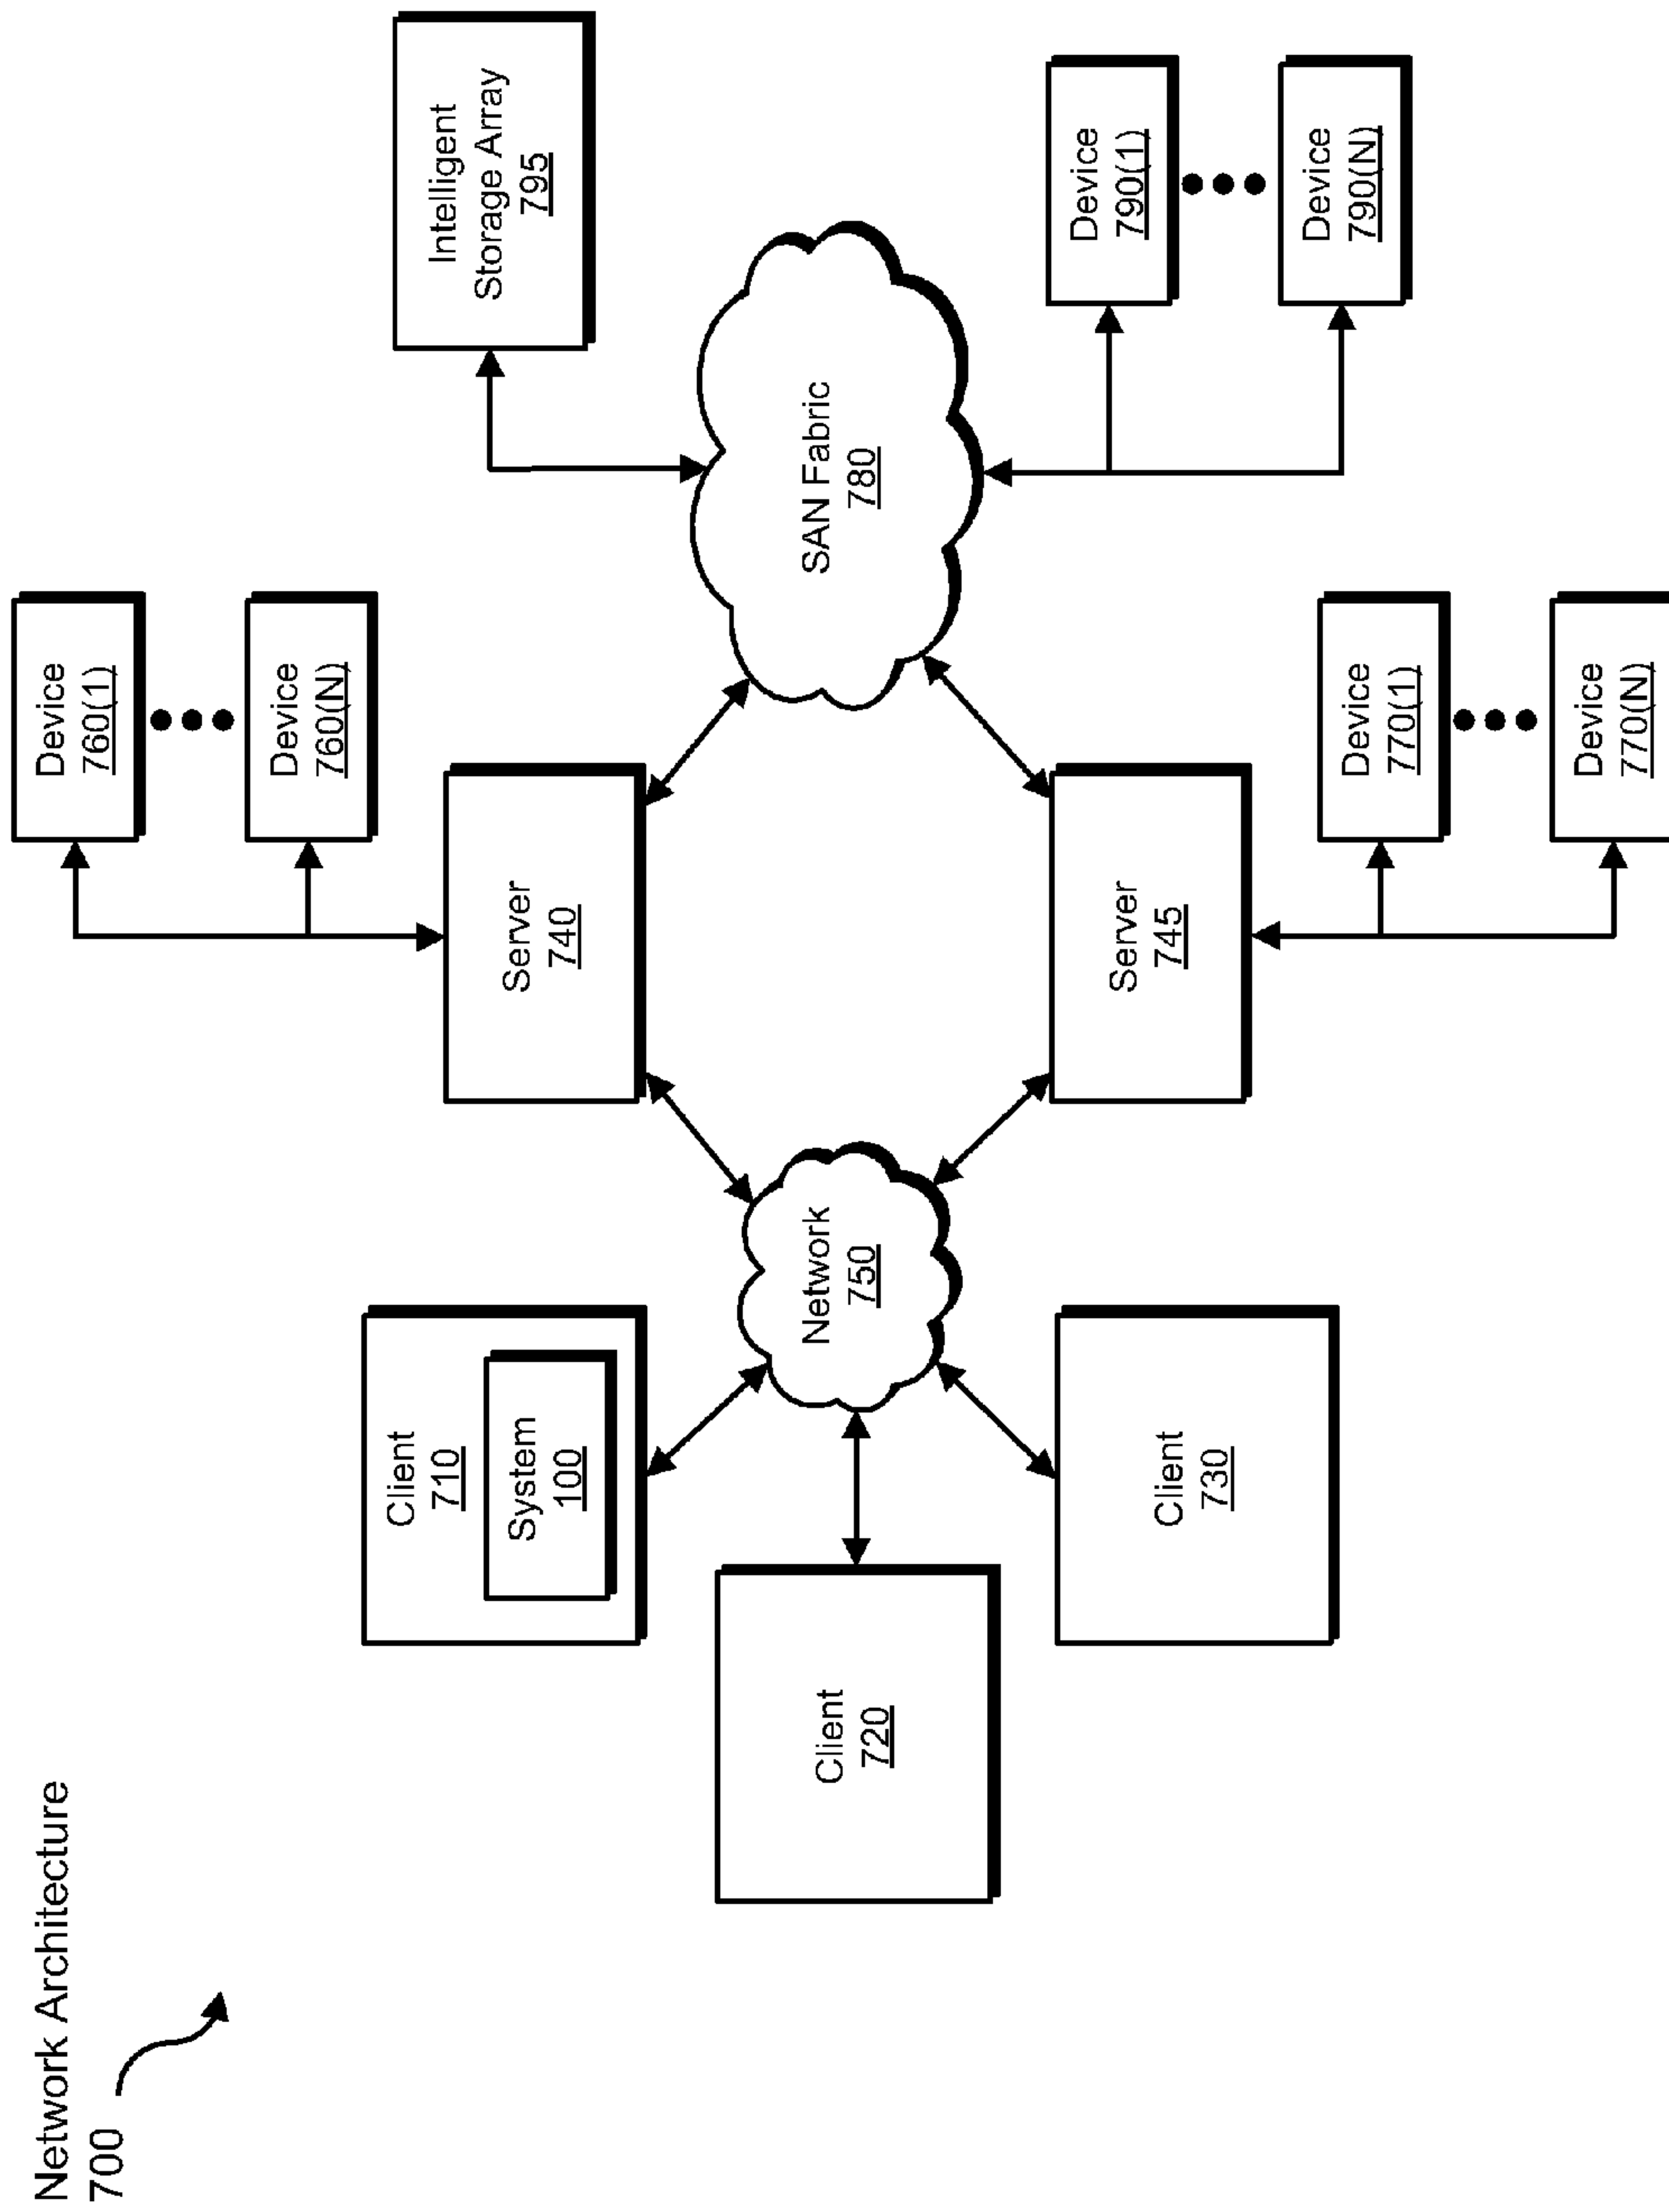 Network Architecture
700
Device
760(1)
Device
760(N)
Intelligent
Storage Array
795
Client
710
System
100
Server
740
Client
720
Network
750
SAN Fabric
780
Client
730
Server
745
Device
790(1)
Device
790(N)
Device
770(1)
Device
770(N)